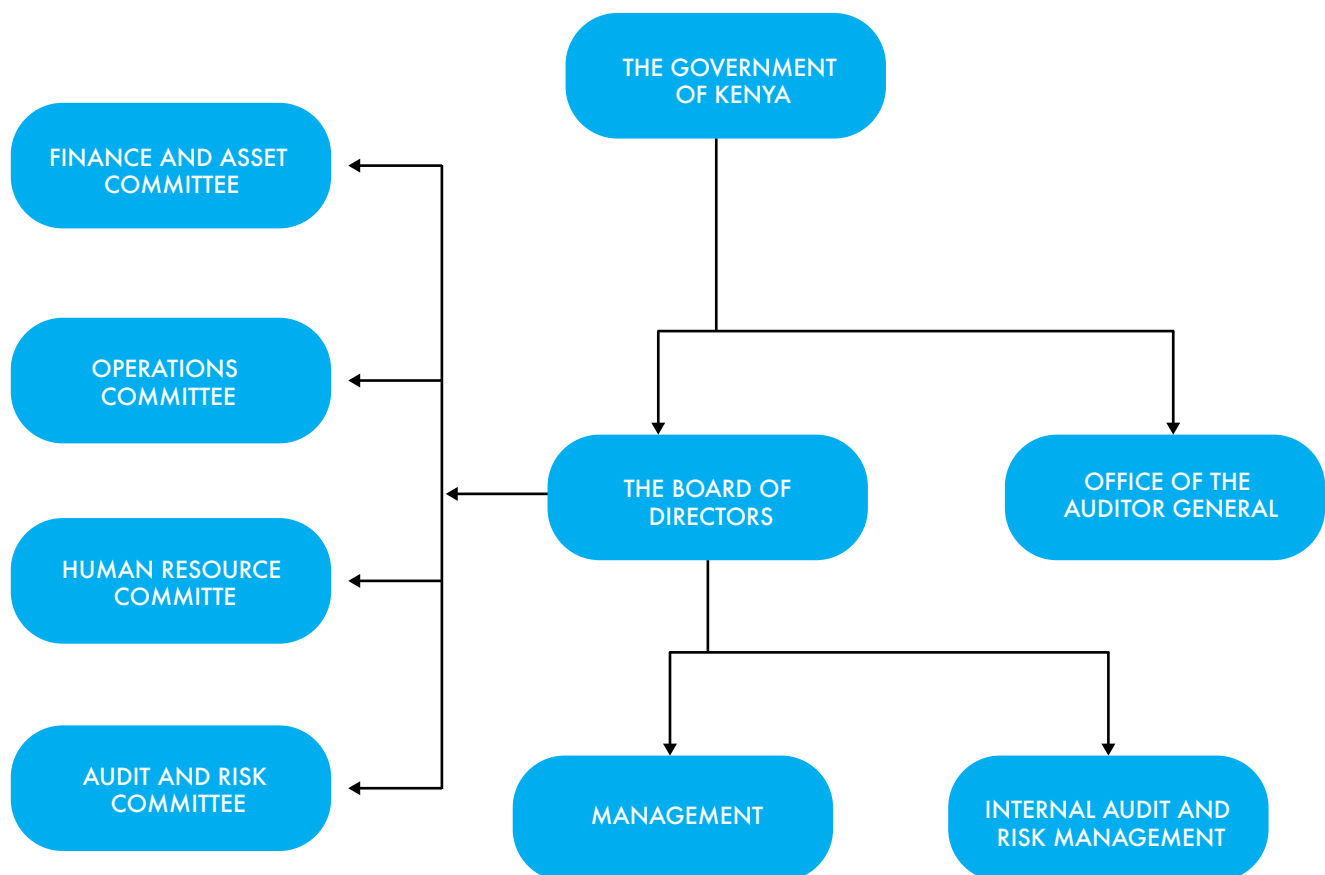 THE GOVERNMENT
OF KENYA
FINANCE AND ASSET
COMMITTEE
OPERATIONS
COMMITTEE
THE BOARD OF
DIRECTORS
OFFICE OF THE
AUDITOR GENERAL
HUMAN RESOURCE
COMMITTE
AUDIT AND RISK
COMMITTEE
MANAGEMENT
INTERNAL AUDIT AND
RISK MANAGEMENT